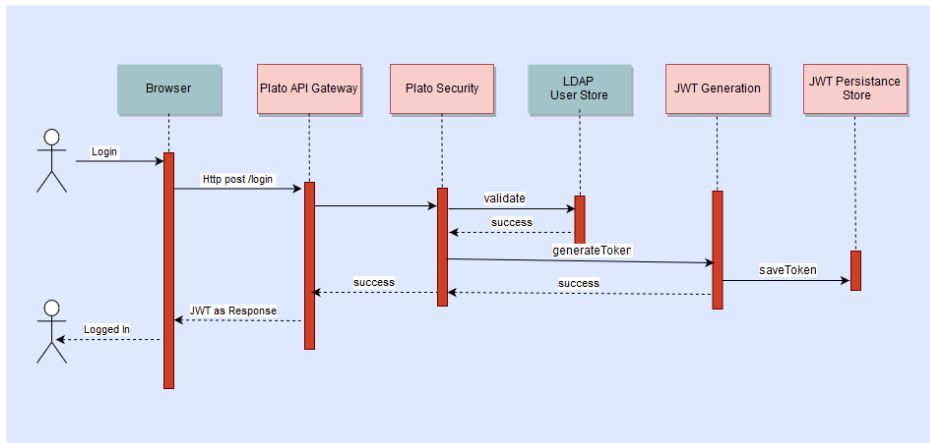 Browser
Plato API Gateway
Plato Security
LDAP
User Store
JWT Generation
JWT Persistance
Store
Login
Http post /login
validate
success
generateToken
saveToken
success
success
JWT as Response
Logged In